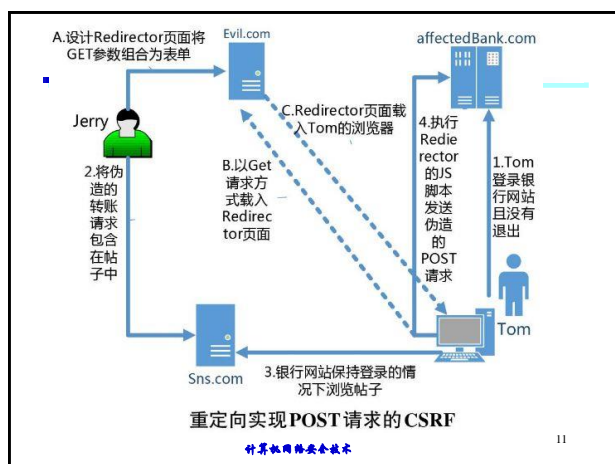 A.设计Redirector页面将
GET参数组合为表单
Evil.com
affectedBank.com
Jerry
C.Redirector页面载
入Tom的浏览器
4.执行
Redie
rector
的JS
脚本
发送
伪造
的
POST
请求
1.Tom
登录银
行网站
且没有
退出
2.将伪
造的
转账
请求
包含
在帖
子中
B.以Get
请求方
式载入
Redirec
tor页面
Tom
Sns.com
3.银行网站保持登录的情
况下浏览帖子
重定向实现POST请求的CSRF
计算机网络安全技术
11